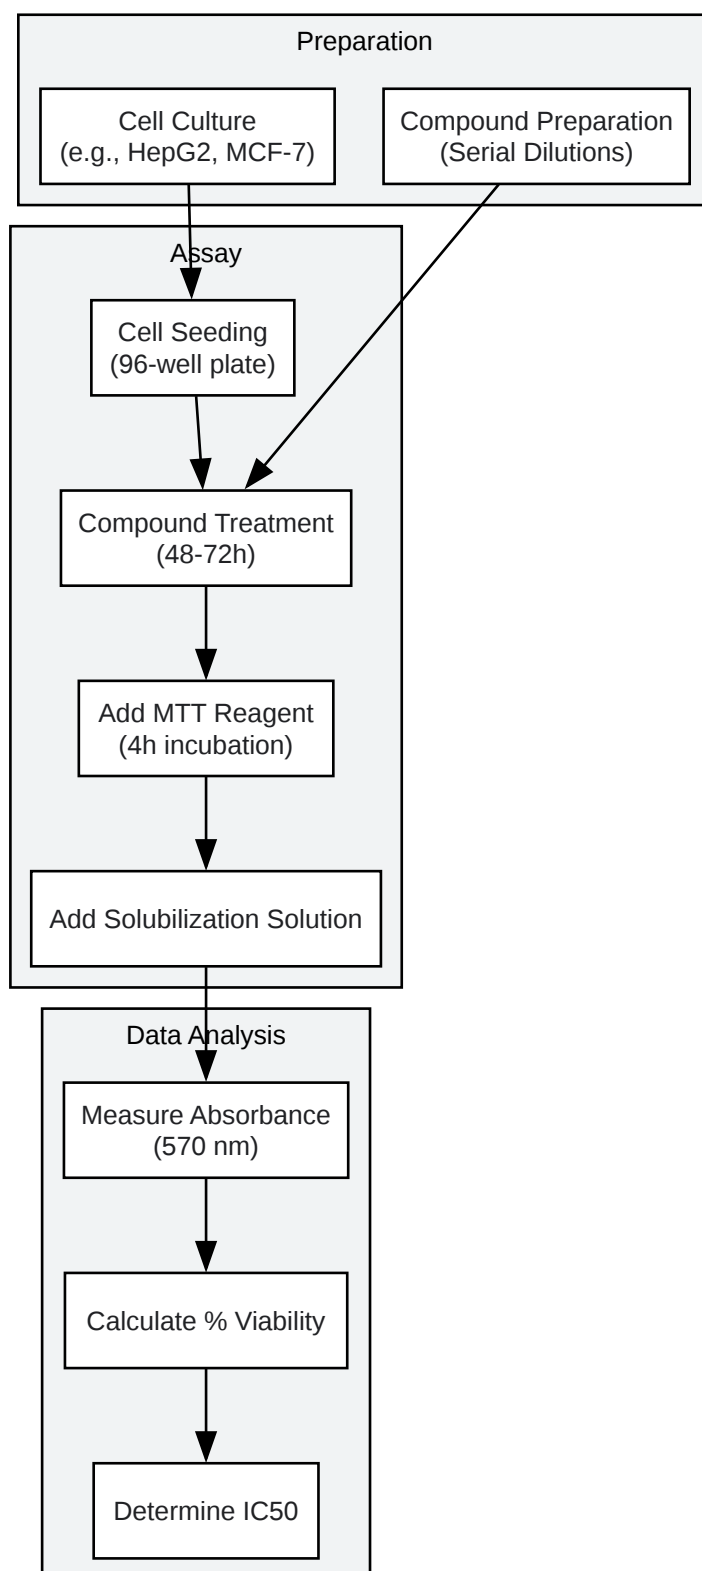 Preparation
Cell Culture
(e.g., HepG2, MCF-7)
Compound Preparation
(Serial Dilutions)
Assay
Cell Seeding
(96-well plate)
Compound Treatment
(48-72h)
Add MTT Reagent
(4h incubation)
Add Solubilization Solution
Data Analysis
Measure Absorbance
(570 nm)
Calculate % Viability
Determine IC50